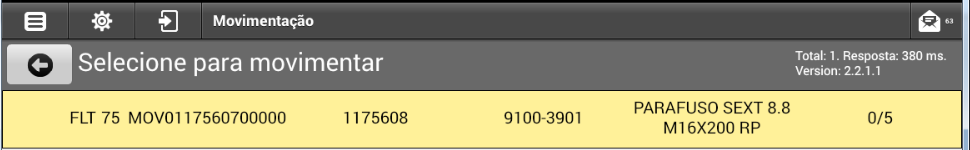 Movimentação
63
Selecione para movimentar
Total: 1. Resposta: 380 ms.
Version: 2.2.1.1
FLT 75 MOV0117560700000 1175608 9100-3901 PARAFUSO SEXT 8.8 0/5
M16X200 RP